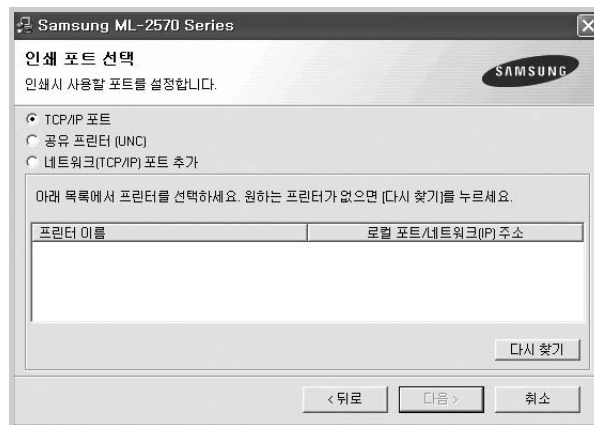 Samsung ML-2570 Series
인쇄 포트 선택
인쇄시 사용할 포트를 설정합니다.
SAMSUNG
TCP/IP 포트
공유 프린터 (UNC)
네트워크(TCP/IP) 포트 추가
아래 목록에서 프린터를 선택하세요. 원하는 프린터가 없으면 [다시 찾기]를 누르세요.
프린터 이름 로컬 포트/네트워크(IP) 주소
다시 찾기
< 뒤로 다음 > 취소